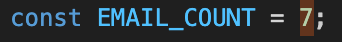 const EMAIL_COUNT = 7;